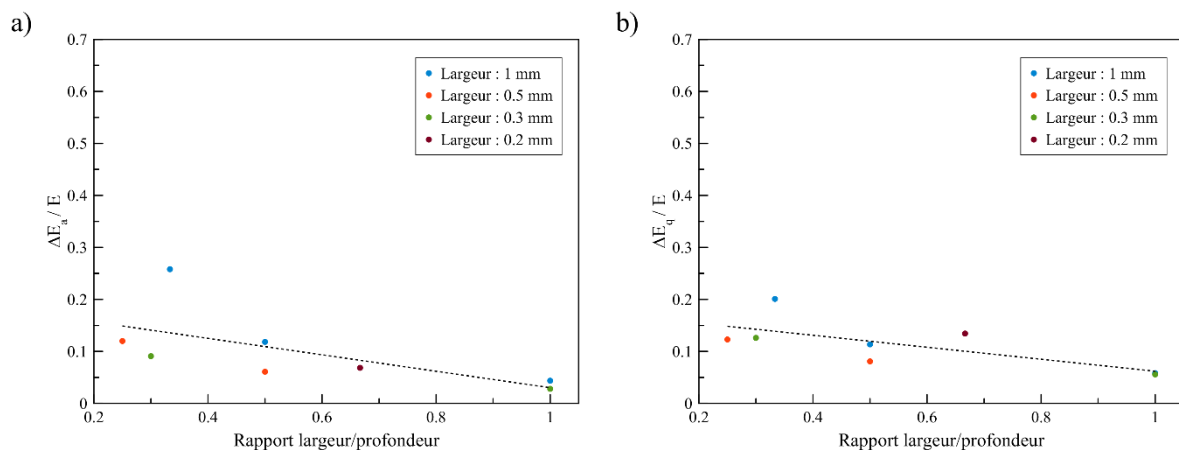 a)
0.7
0.6
0.5
0.4
0.3
0.2
0.1
0
ΔE_a / E
Largeur : 1 mm
Largeur : 0.5 mm
Largeur : 0.3 mm
Largeur : 0.2 mm
0.2 0.4 0.6 0.8 1
Rapport largeur/profondeur
b)
0.7
0.6
0.5
0.4
0.3
0.2
0.1
0
ΔE_q / E
Largeur : 1 mm
Largeur : 0.5 mm
Largeur : 0.3 mm
Largeur : 0.2 mm
0.2 0.4 0.6 0.8 1
Rapport largeur/profondeur